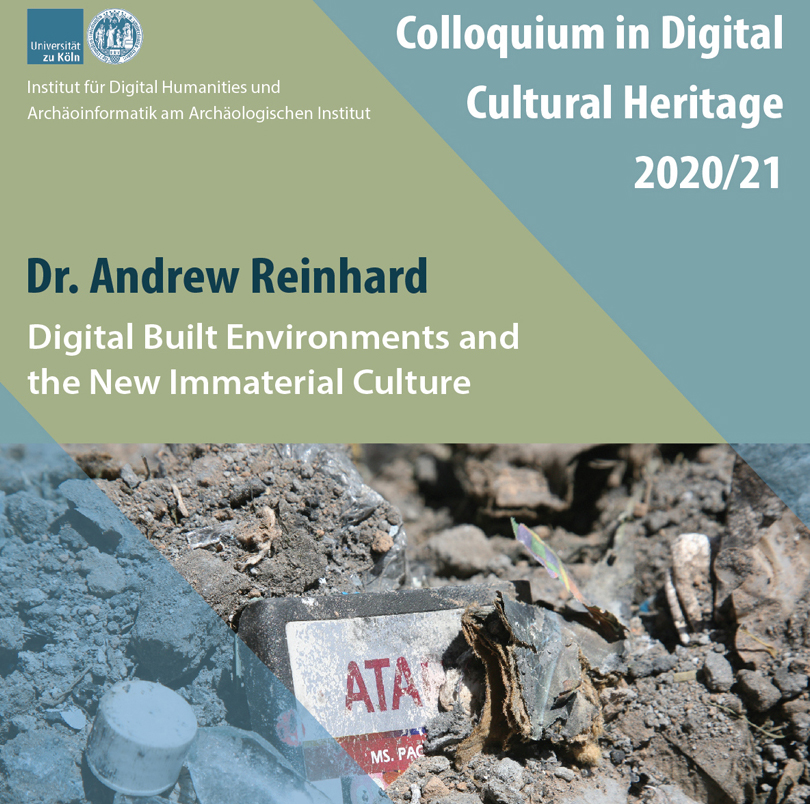 Universität
zu Köln
Institut für Digital Humanities und
Archäoinformatik am Archäologischen Institut
Colloquium in Digital
Cultural Heritage
2020/21
Dr. Andrew Reinhard
Digital Built Environments and
the New Immaterial Culture
ATA
MS. PAC